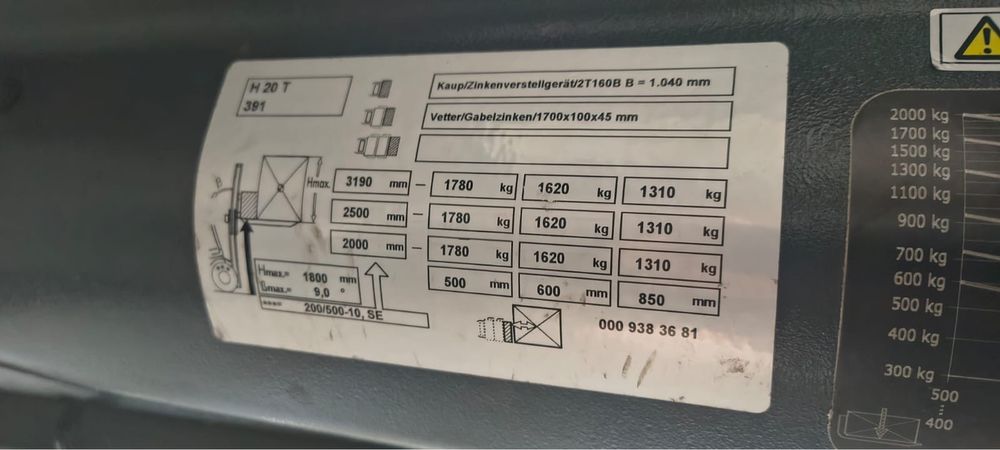 H 20 T
391
Kaup/Zinkenverstellgerät/2T160B B = 1.040 mm
Vetter/Gabelzinken/1700x100x45 mm
B
Hmax. 3190 mm – 1780 kg 1620 kg 1310 kg
2500 mm – 1780 kg 1620 kg 1310 kg
2000 mm – 1780 kg 1620 kg 1310 kg
500 mm 600 mm 850 mm
Hmax.= 1800 mm
ßmax.= 9,0 °
===> 200/500-10, SE
000 938 36 81
2000 kg
1700 kg
1500 kg
1300 kg
1100 kg
900 kg
700 kg
600 kg
500 kg
400 kg
300 kg
500
400